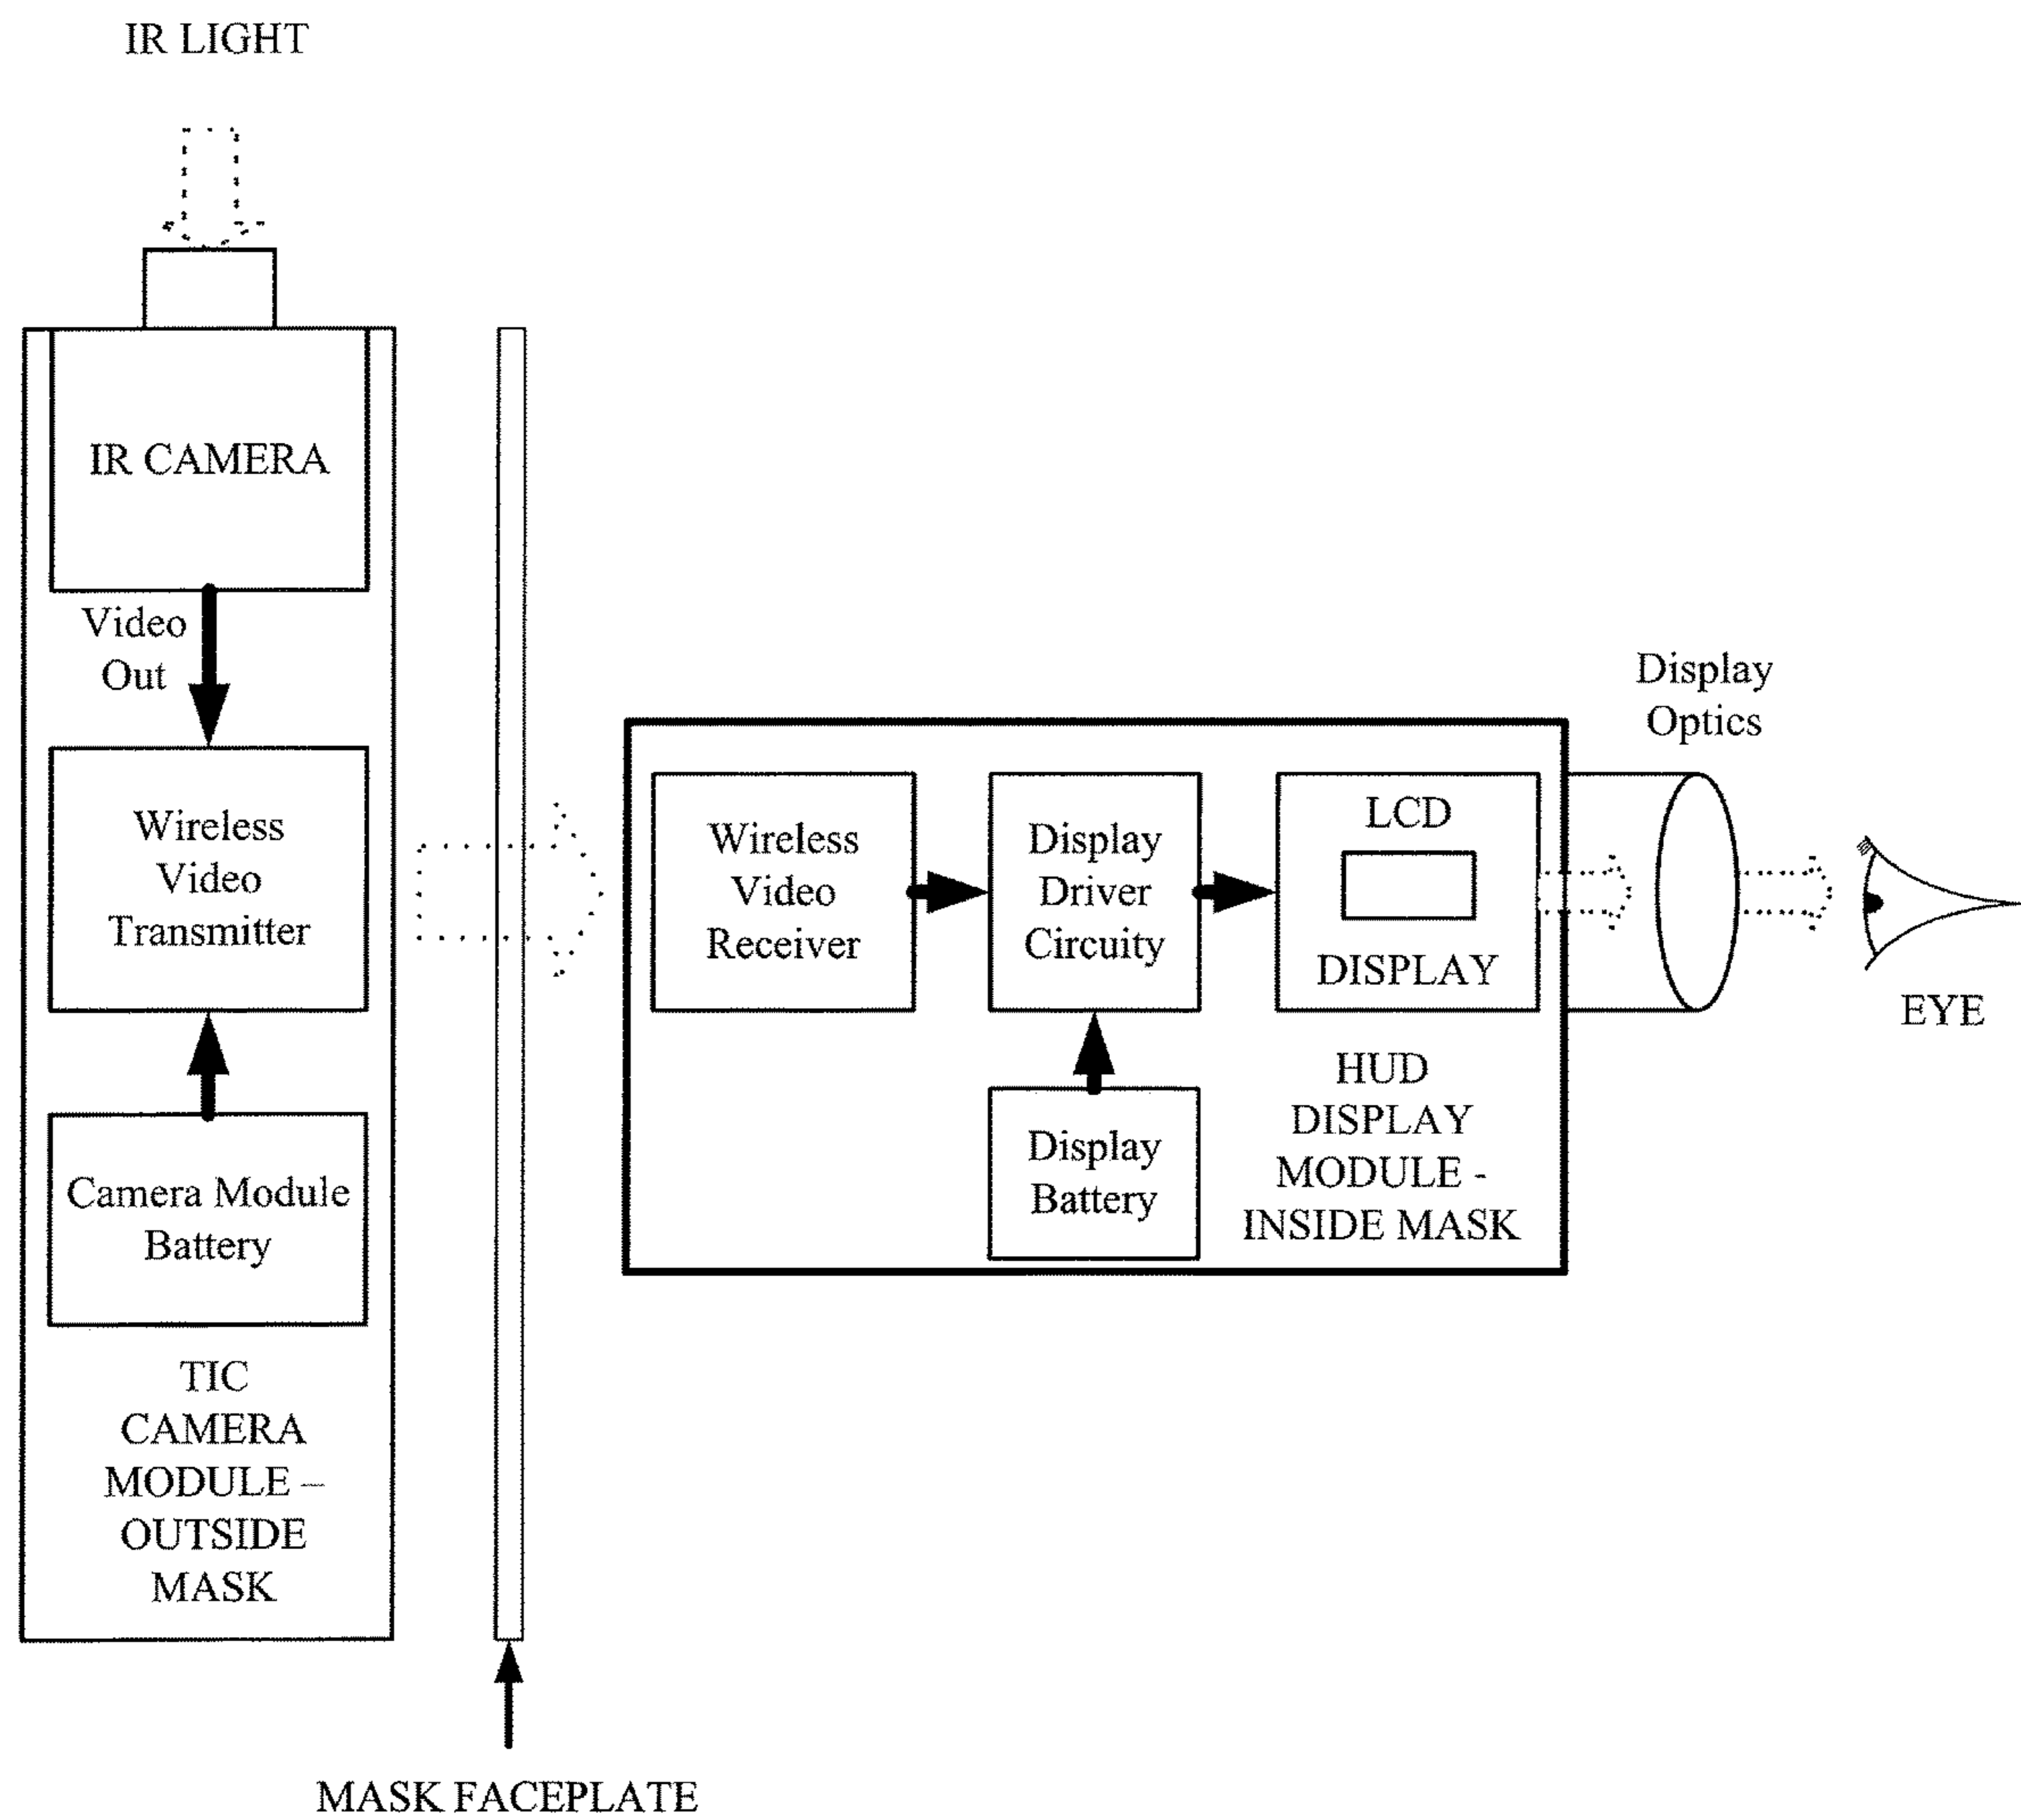 IR LIGHT
IR CAMERA
Video
Out
Wireless
Video
Transmitter
Camera Module
Battery
TIC
CAMERA
MODULE –
OUTSIDE
MASK
MASK FACEPLATE
Wireless
Video
Receiver
Display
Driver
Circuity
LCD
DISPLAY
Display
Battery
HUD
DISPLAY
MODULE -
INSIDE MASK
Display
Optics
EYE